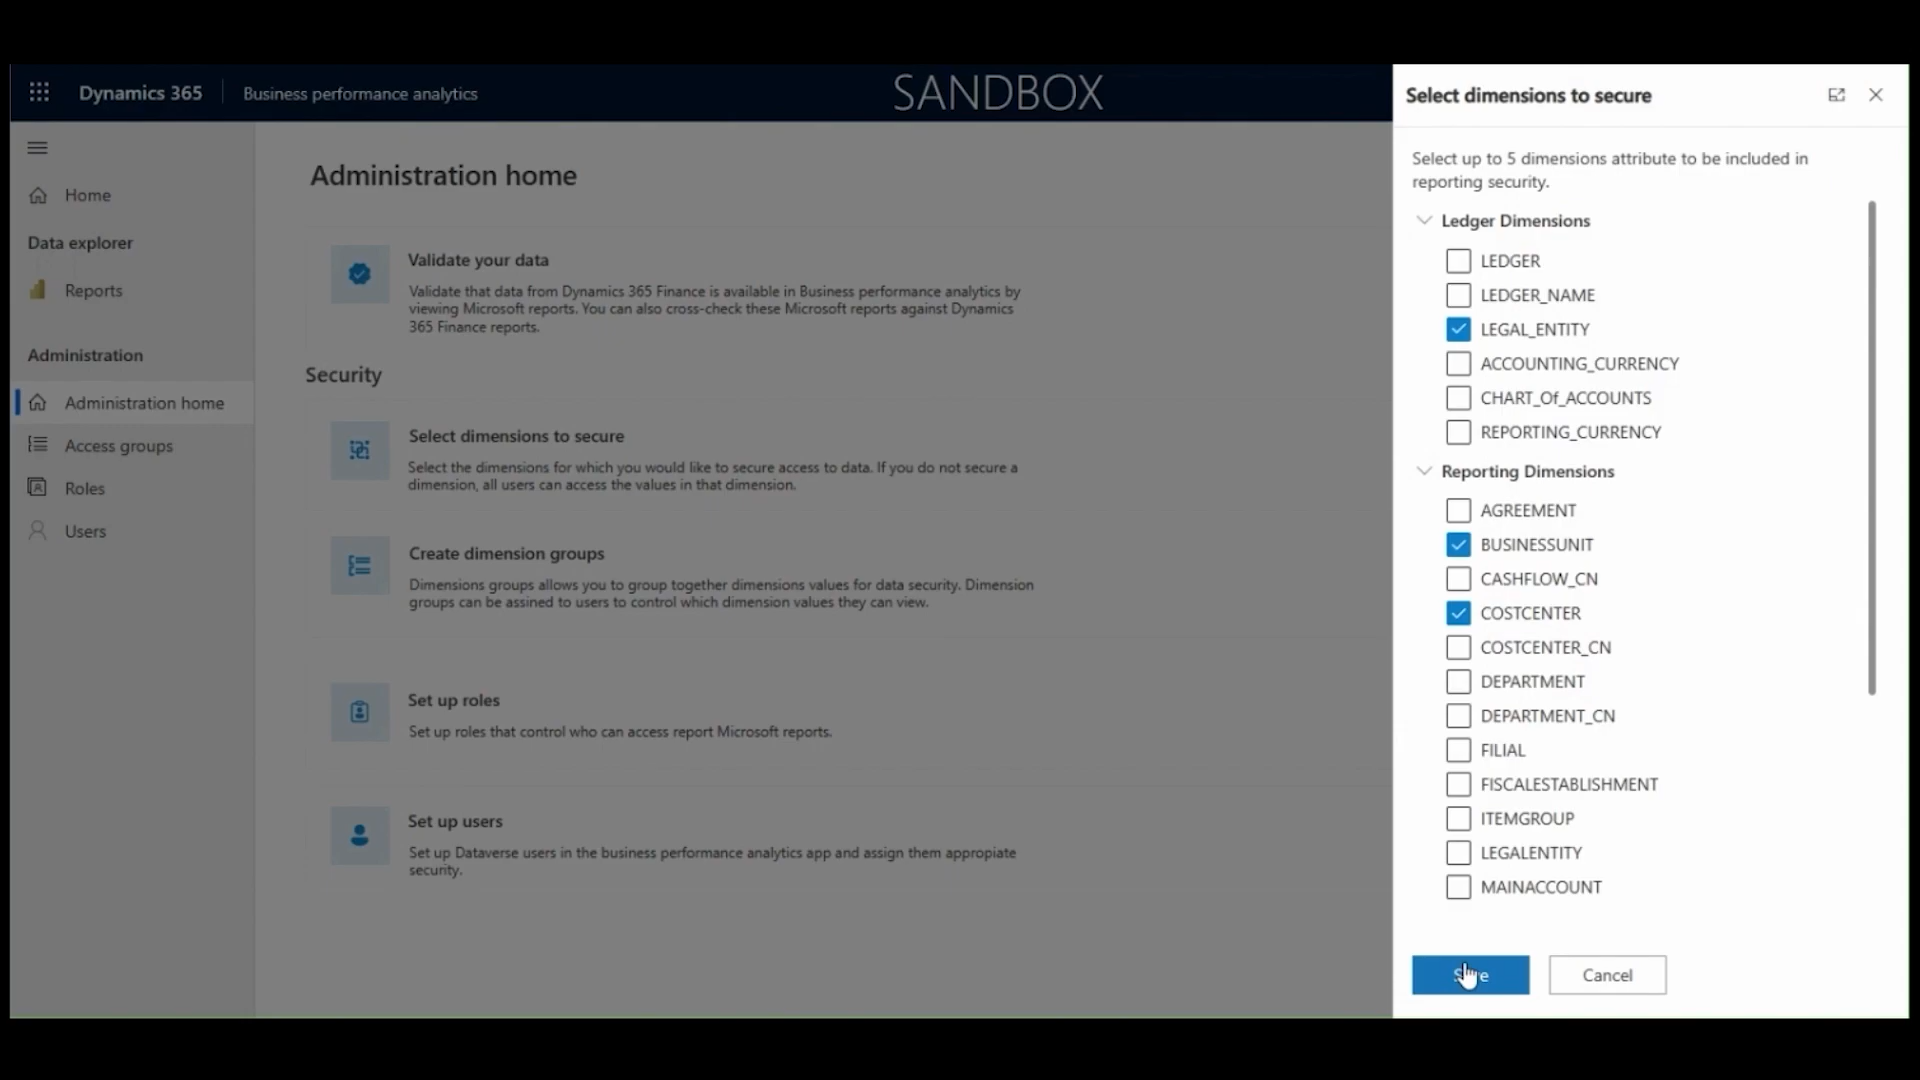 Dynamics 365
Business performance analytics
SANDBOX
Home
Data explorer
Reports
Administration
Administration home
Access groups
Roles
Users
Administration home
Validate your data
Validate that data from Dynamics 365 Finance is available in Business performance analytics by
viewing Microsoft reports. You can also cross-check these Microsoft reports against Dynamics
365 Finance reports.
Security
Select dimensions to secure
Select the dimensions for which you would like to secure access to data. If you do not secure a
dimension, all users can access the values in that dimension.
Create dimension groups
Dimensions groups allows you to group together dimensions values for data security. Dimension
groups can be assined to users to control which dimension values they can view.
Set up roles
Set up roles that control who can access report Microsoft reports.
Set up users
Set up Dataverse users in the business performance analytics app and assign them appropiate
security.
Select dimensions to secure
Select up to 5 dimensions attribute to be included in
reporting security.
Ledger Dimensions
LEDGER
LEDGER_NAME
LEGAL_ENTITY
ACCOUNTING_CURRENCY
CHART_Of_ACCOUNTS
REPORTING_CURRENCY
Reporting Dimensions
AGREEMENT
BUSINESSUNIT
CASHFLOW_CN
COSTCENTER
COSTCENTER_CN
DEPARTMENT
DEPARTMENT_CN
FILIAL
FISCALESTABLISHMENT
ITEMGROUP
LEGALENTITY
MAINACCOUNT
Cancel